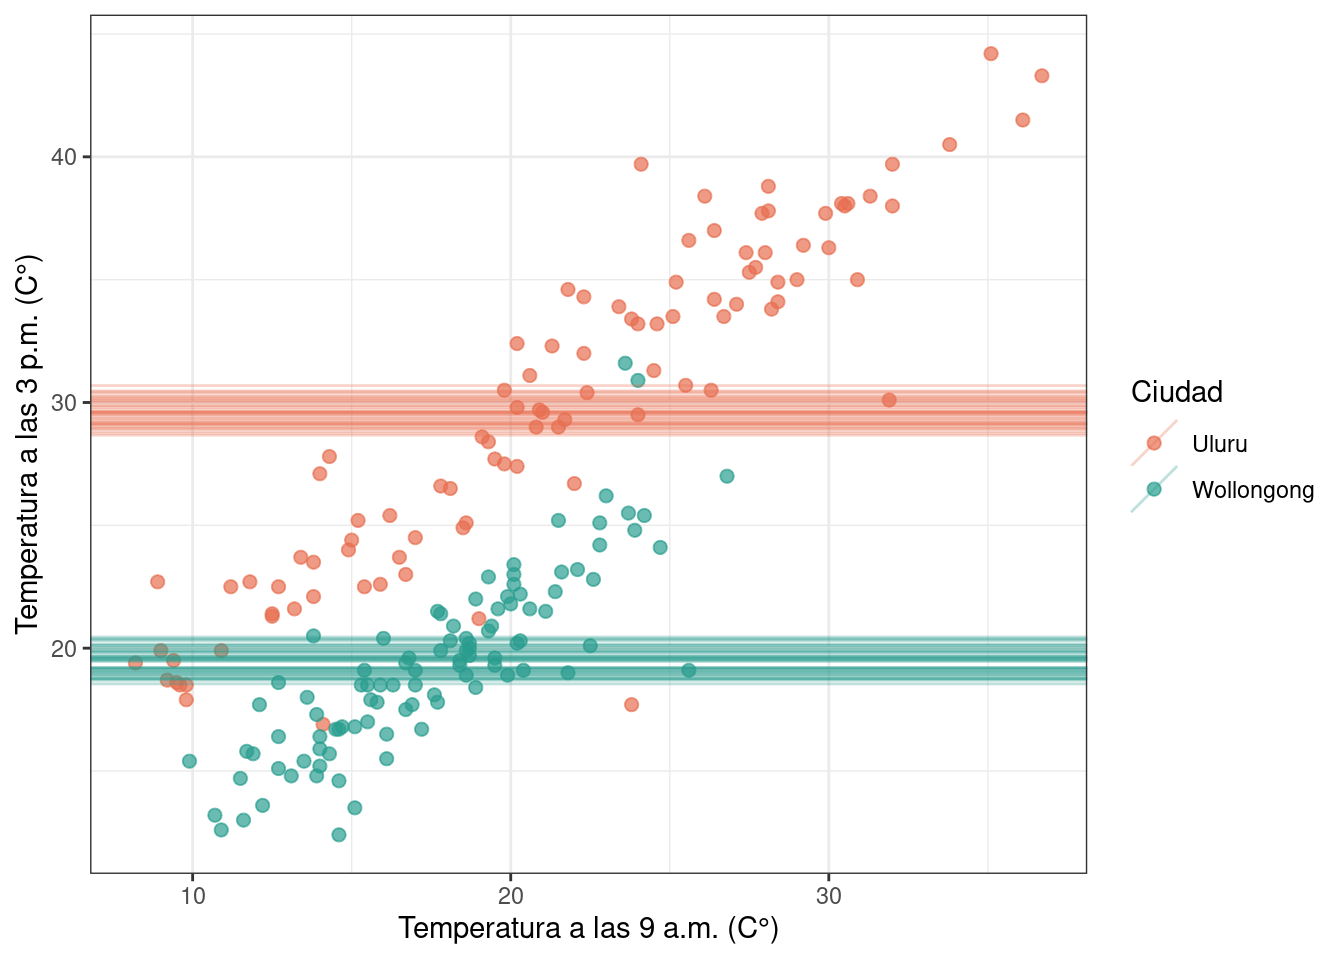 40
30
20
10
20
30
Temperatura a las 3 p.m. (C°)
Temperatura a las 9 a.m. (C°)
Ciudad
Uluru
Wollongong